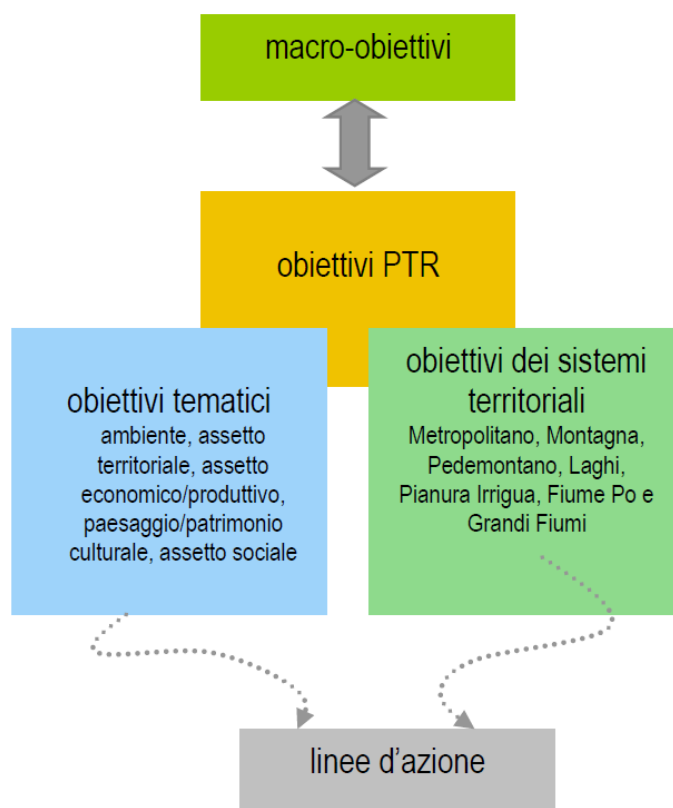 macro-obiettivi
obiettivi PTR
obiettivi tematici
ambiente, assetto
territoriale, assetto
economico/produttivo,
paesaggio/patrimonio
culturale, assetto sociale
obiettivi dei sistemi
territoriali
Metropolitano, Montagna,
Pedemontano, Laghi,
Pianura Irrigua, Fiume Po e
Grandi Fiumi
linee d'azione